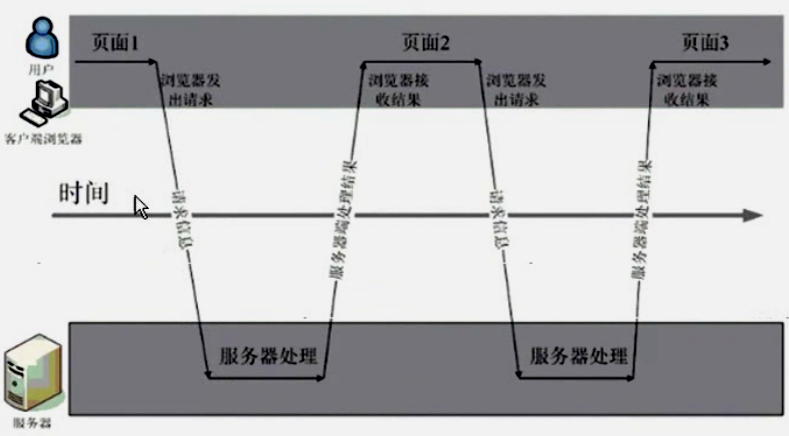 页面1
页面2
页面3
用户
浏览器发
出请求
浏览器接
收结果
浏览器发
出请求
浏览器接
收结果
客户端浏览器
时间
请求信息
服务器端处理结果
请求信息
服务器端处理结果
服务器处理
服务器处理
服务器